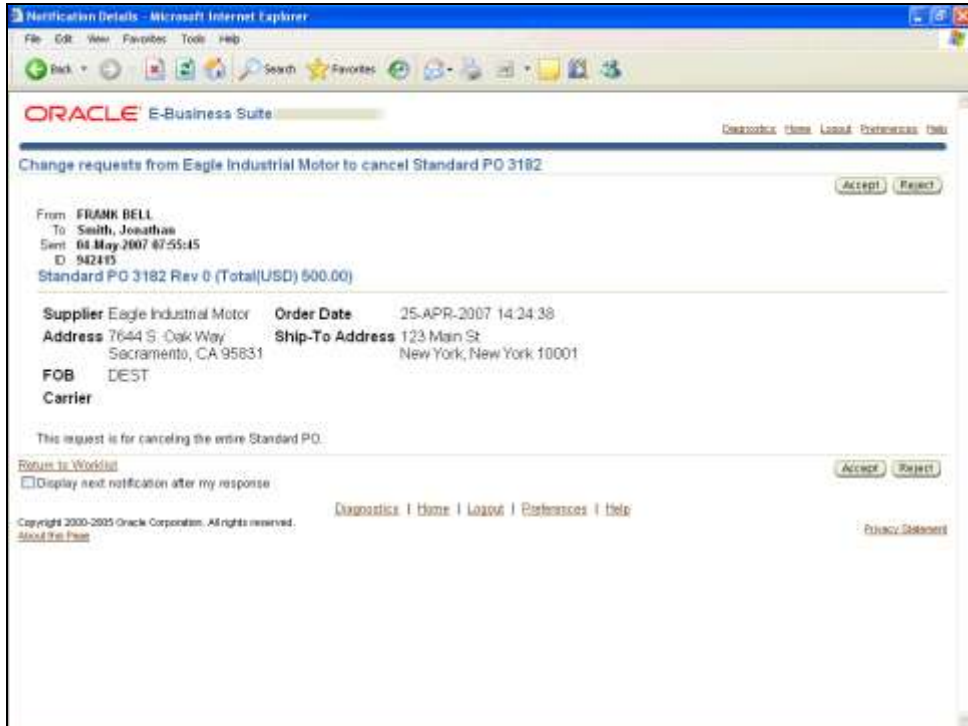 Notification Details - Microsoft Internet Explorer
File Edit View Favorites Tools Help
Back Search Favorites
ORACLE E-Business Suite
Diagnostics Home Logout Preferences Help
Change requests from Eagle Industrial Motor to cancel Standard PO 3182
Accept Reject
From FRANK BELL
To Smith, Jonathan
Sent 04-May-2007 07:55:45
ID 942415
Standard PO 3182 Rev 0 (Total(USD) 500.00)
Supplier Eagle Industrial Motor Order Date 25-APR-2007 14:24:38
Address 7644 S. Oak Way Ship-To Address 123 Main St
Sacramento, CA 95831 New York, New York 10001
FOB DEST
Carrier
This request is for canceling the entire Standard PO.
Return to Worklist Accept Reject
Display next notification after my response
Diagnostics | Home | Logout | Preferences | Help
Copyright 2000-2005 Oracle Corporation. All rights reserved.
About this Page Privacy Statement